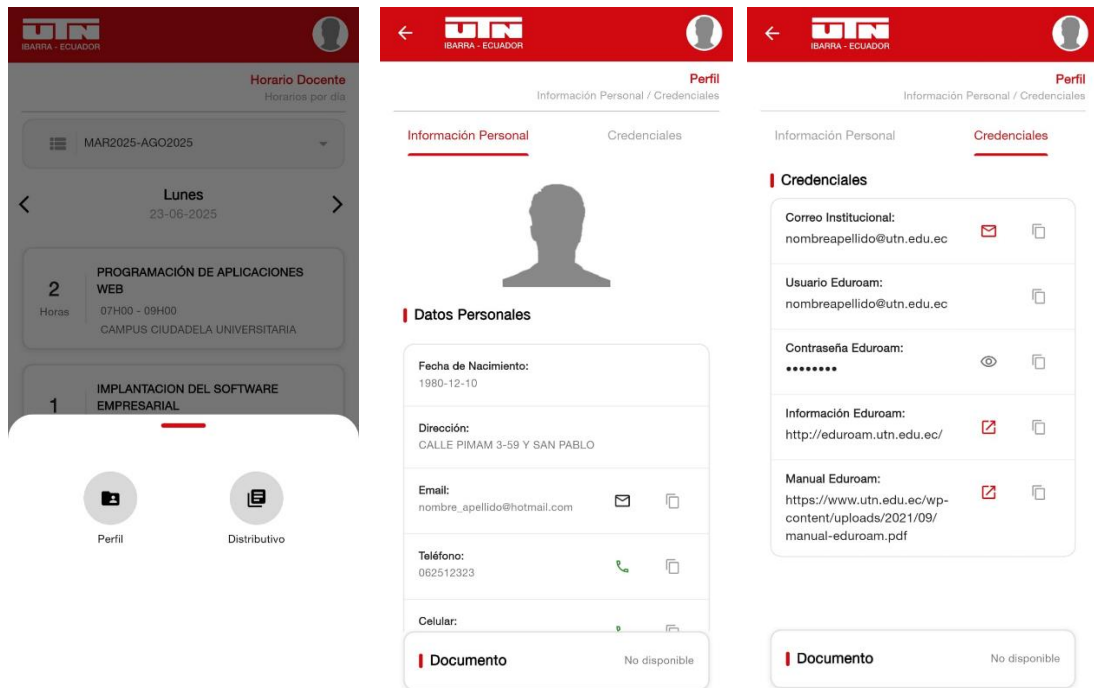 UTN
IBARRA - ECUADOR
Horario Docente
Horarios por día
MAR2025-AGO2025
Lunes
23-06-2025
2
Horas
PROGRAMACIÓN DE APLICACIONES
WEB
07H00 - 09H00
CAMPUS CIUDADELA UNIVERSITARIA
1
IMPLANTACION DEL SOFTWARE
EMPRESARIAL
Perfil
Distributivo
UTN
IBARRA - ECUADOR
Perfil
Información Personal / Credenciales
Información Personal
Credenciales
Datos Personales
Fecha de Nacimiento:
1980-12-10
Dirección:
CALLE PIMAM 3-59 Y SAN PABLO
Email:
nombre_apellido@hotmail.com
Teléfono:
062512323
Celular:
Documento
No disponible
UTN
IBARRA - ECUADOR
Perfil
Información Personal / Credenciales
Información Personal
Credenciales
Credenciales
Correo Institucional:
nombreapellido@utn.edu.ec
Usuario Eduroam:
nombreapellido@utn.edu.ec
Contraseña Eduroam:
••••••••
Información Eduroam:
http://eduroam.utn.edu.ec/
Manual Eduroam:
https://www.utn.edu.ec/wp-
content/uploads/2021/09/
manual-eduroam.pdf
Documento
No disponible